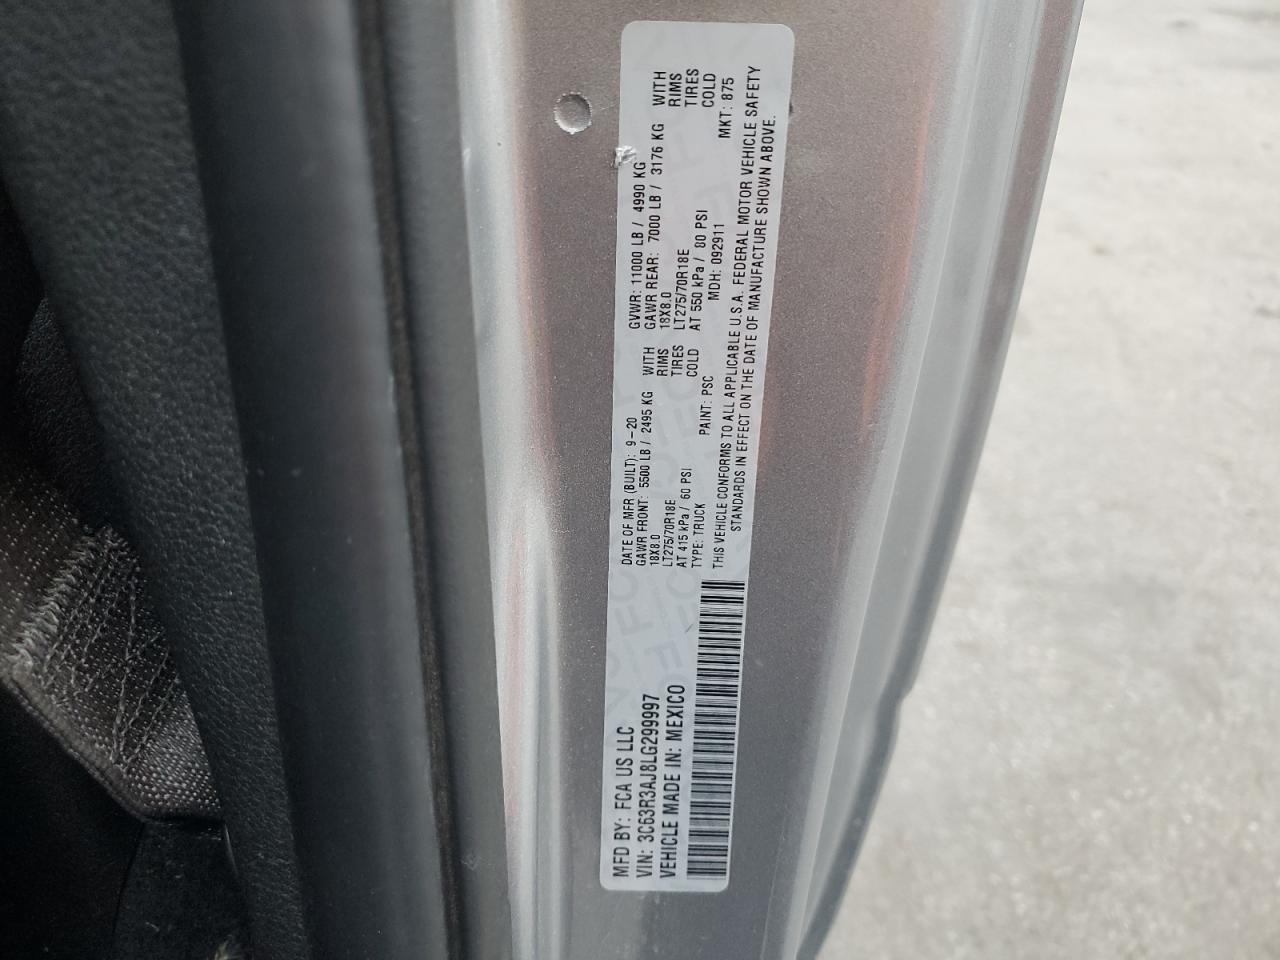 MFD BY: FCA US LLC
VIN: 3C63R3AJ8LG299997
VEHICLE MADE IN: MEXICO
DATE OF MFR (BUILT): 9-20 GVWR: 11000 LB / 4990 KG
GAWR FRONT: 5500 LB / 2495 KG WITH GAWR REAR: 7000 LB / 3176 KG WITH
18X8.0 RIMS 18X8.0 RIMS
LT275/70R18E TIRES LT275/70R18E TIRES
AT 415 kPa / 60 PSI COLD AT 550 kPa / 80 PSI COLD
TYPE: TRUCK PAINT: PSC MDH: 092911 MKT: 875
THIS VEHICLE CONFORMS TO ALL APPLICABLE U.S.A. FEDERAL MOTOR VEHICLE SAFETY
STANDARDS IN EFFECT ON THE DATE OF MANUFACTURE SHOWN ABOVE.